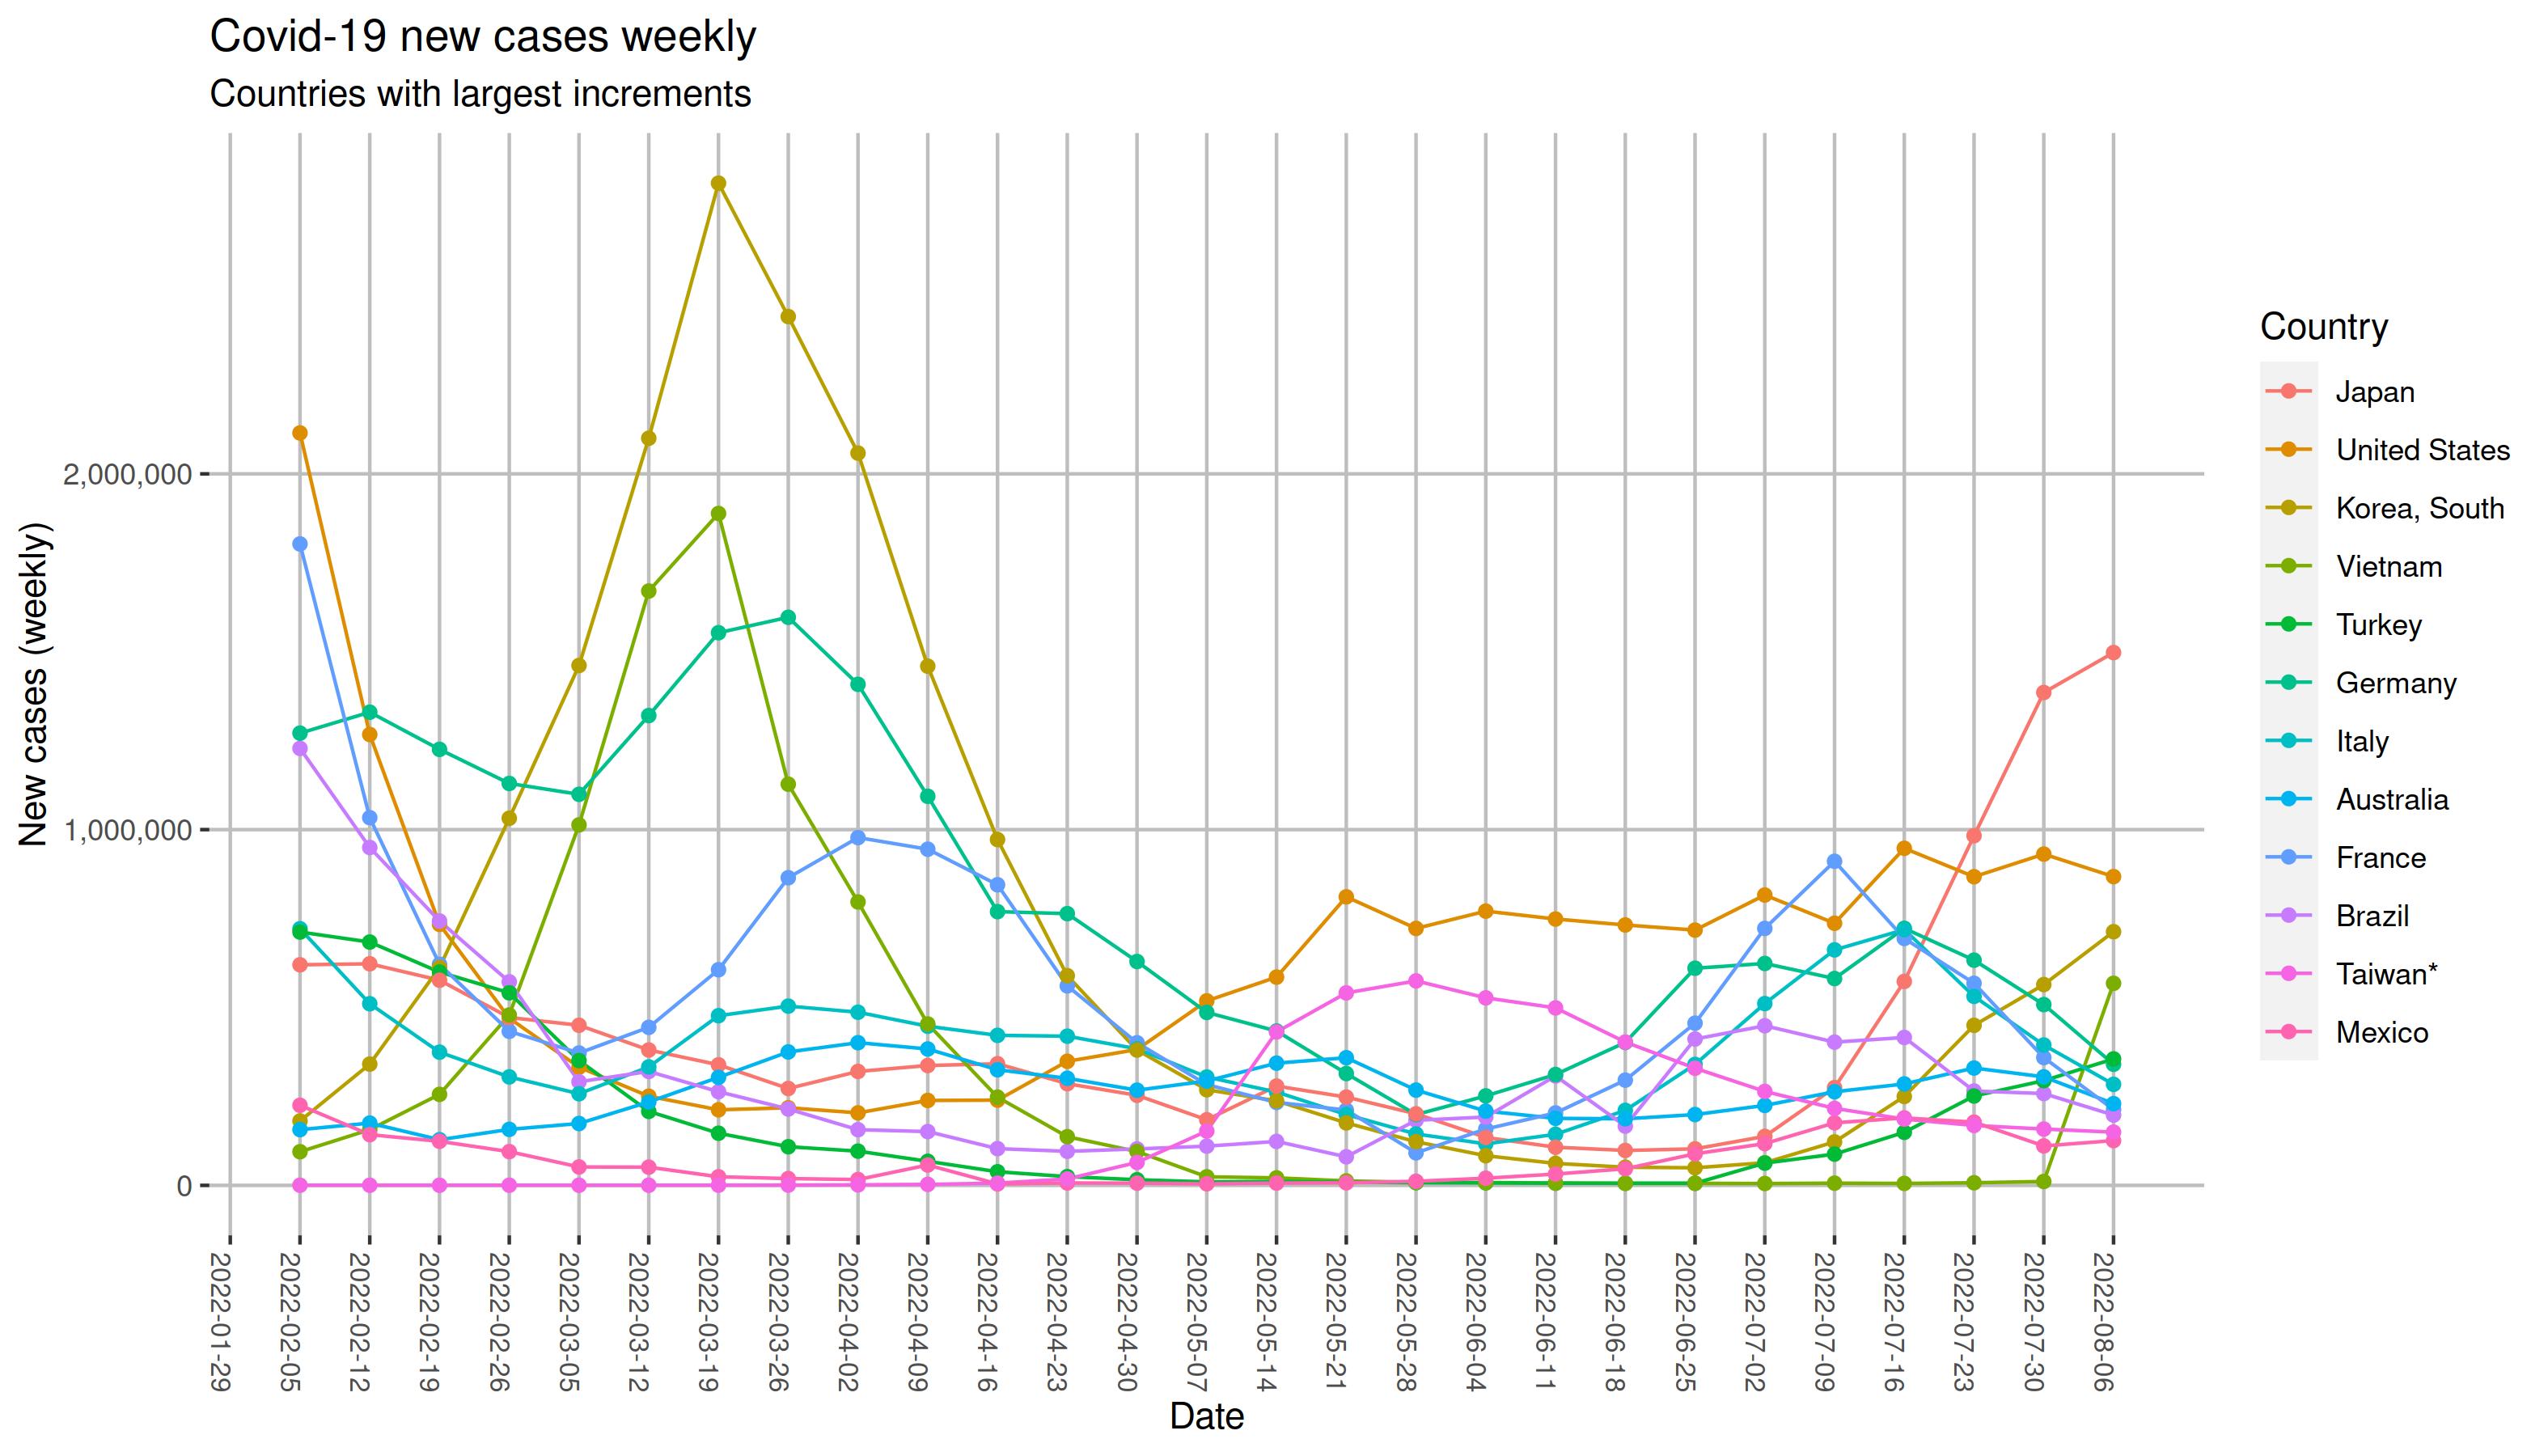 Covid-19 new cases weekly
Countries with largest increments
New cases (weekly)
2,000,000
1,000,000
0
2022-01-29
2022-02-05
2022-02-12
2022-02-19
2022-02-26
2022-03-05
2022-03-12
2022-03-19
2022-03-26
2022-04-02
2022-04-09
2022-04-16
2022-04-23
2022-04-30
2022-05-07
2022-05-14
2022-05-21
2022-05-28
2022-06-04
2022-06-11
2022-06-18
2022-06-25
2022-07-02
2022-07-09
2022-07-16
2022-07-23
2022-07-30
2022-08-06
Date
Country
Japan
United States
Korea, South
Vietnam
Turkey
Germany
Italy
Australia
France
Brazil
Taiwan*
Mexico